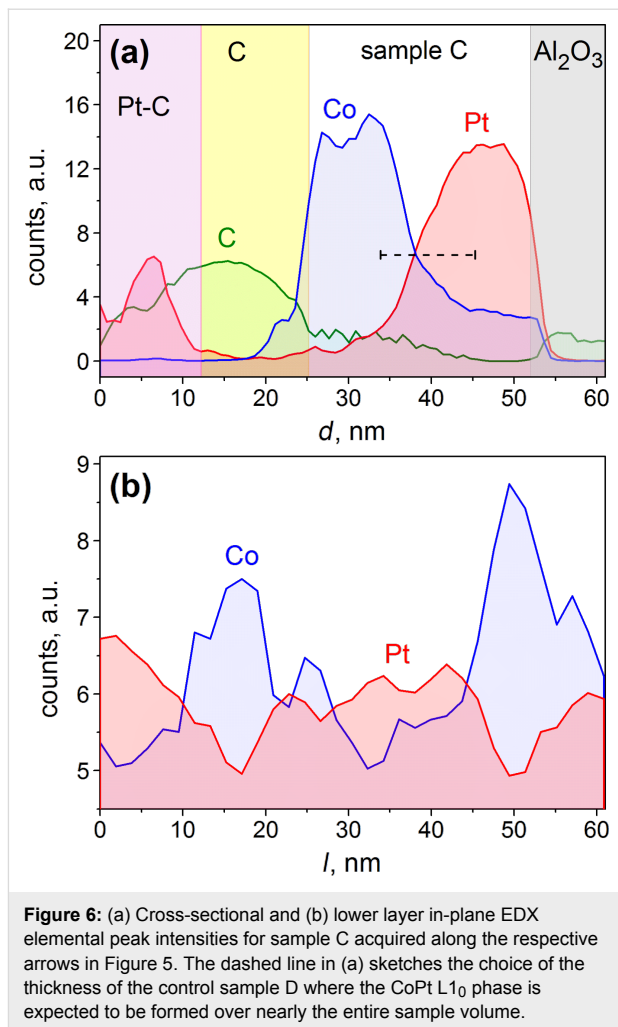 (a)
C
sample C
Al2O3
Pt-C
Co
Pt
C
counts, a.u.
20
16
12
8
4
0
0 10 20 30 40 50 60
d, nm
(b)
Co
Pt
counts, a.u.
9
8
7
6
5
0 10 20 30 40 50 60
l, nm
Figure 6: (a) Cross-sectional and (b) lower layer in-plane EDX
elemental peak intensities for sample C acquired along the respective
arrows in Figure 5. The dashed line in (a) sketches the choice of the
thickness of the control sample D where the CoPt L10 phase is
expected to be formed over nearly the entire sample volume.